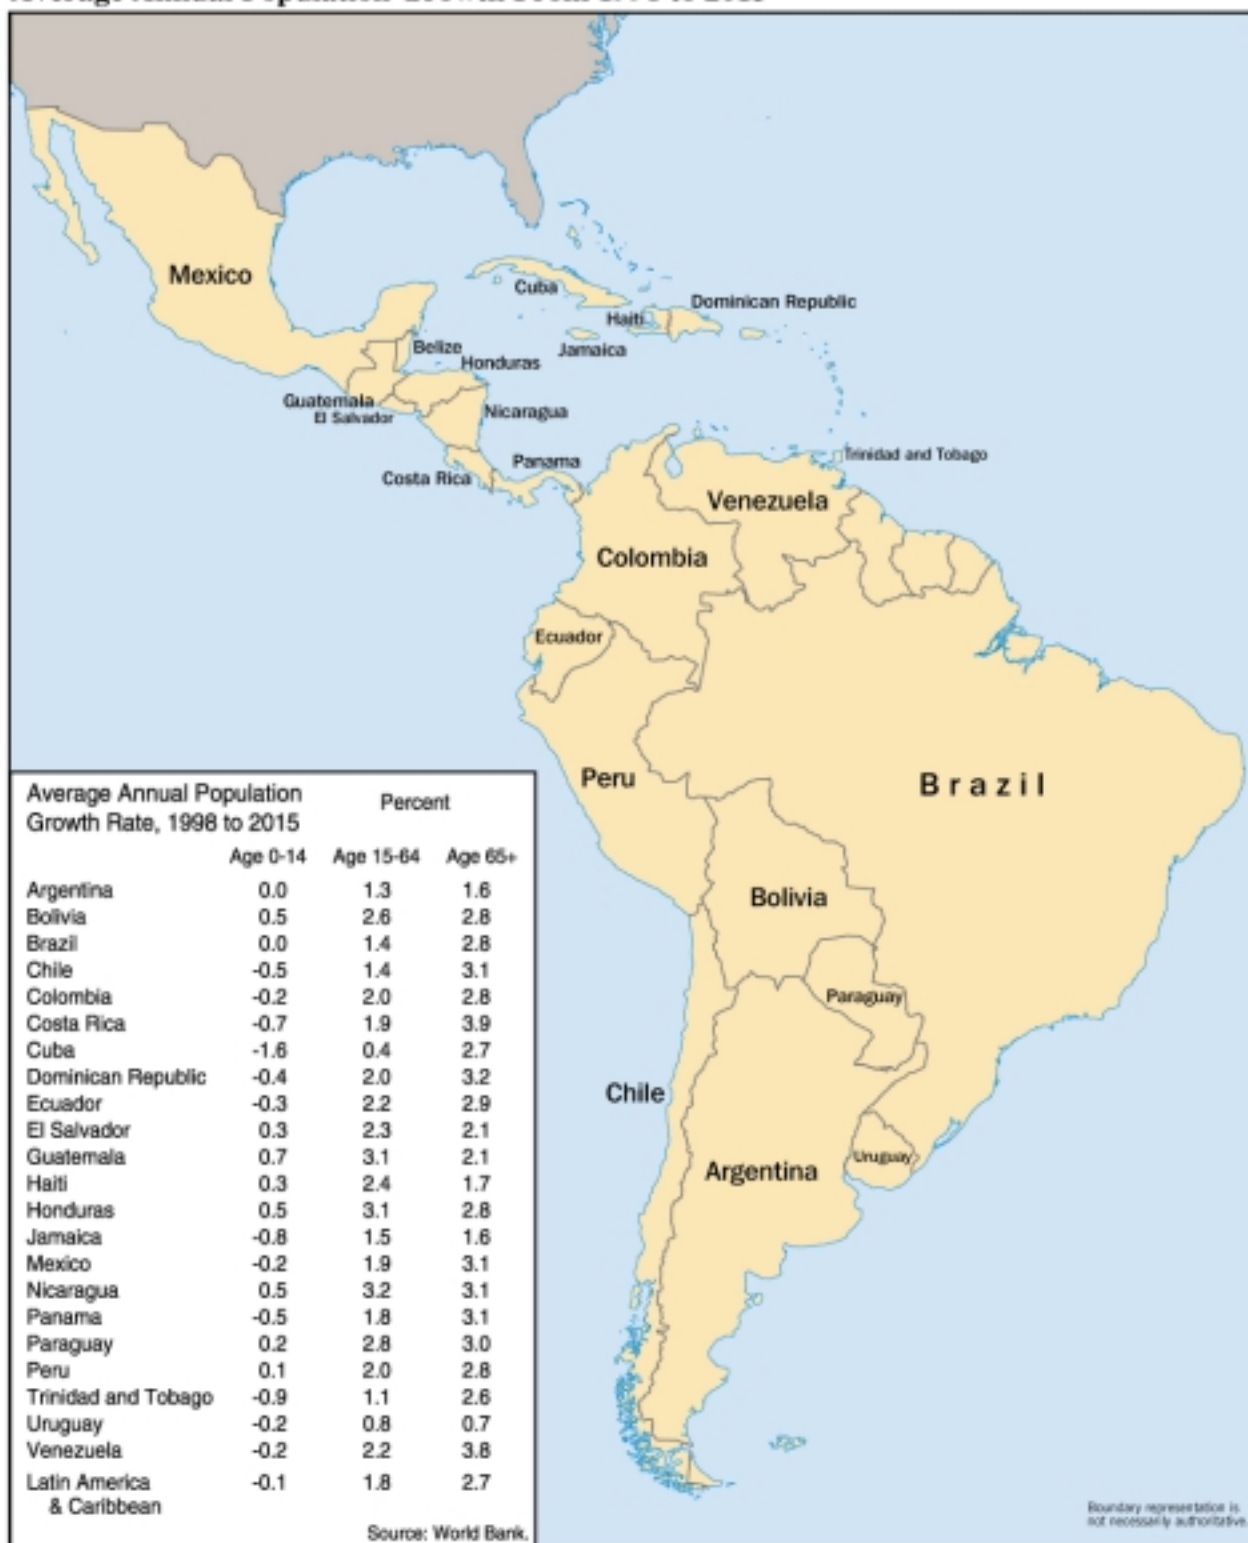 Mexico
Cuba
Dominican Republic
Haiti
Jamaica
Belize
Honduras
Guatemala
El Salvador
Nicaragua
Costa Rica
Panama
Trinidad and Tobago
Venezuela
Colombia
Ecuador
Peru
Brazil
Bolivia
Paraguay
Chile
Argentina
Uruguay
Average Annual Population Percent
Growth Rate, 1998 to 2015
Age 0-14 Age 15-64 Age 65+
Argentina 0.0 1.3 1.6
Bolivia 0.5 2.6 2.8
Brazil 0.0 1.4 2.8
Chile -0.5 1.4 3.1
Colombia -0.2 2.0 2.8
Costa Rica -0.7 1.9 3.9
Cuba -1.6 0.4 2.7
Dominican Republic -0.4 2.0 3.2
Ecuador -0.3 2.2 2.9
El Salvador 0.3 2.3 2.1
Guatemala 0.7 3.1 2.1
Haiti 0.3 2.4 1.7
Honduras 0.5 3.1 2.8
Jamaica -0.8 1.5 1.6
Mexico -0.2 1.9 3.1
Nicaragua 0.5 3.2 3.1
Panama -0.5 1.8 3.1
Paraguay 0.2 2.8 3.0
Peru 0.1 2.0 2.8
Trinidad and Tobago -0.9 1.1 2.6
Uruguay -0.2 0.8 0.7
Venezuela -0.2 2.2 3.8
Latin America -0.1 1.8 2.7
& Caribbean
Source: World Bank.
Boundary representation is
not necessarily authoritative.